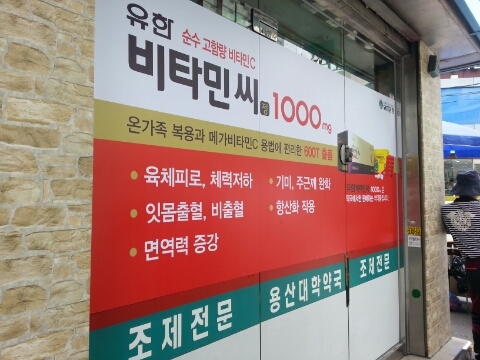 유한 순수 고함량 비타민C
비타민씨정 1000mg
온가족 복용과 메가비타민C 용법에 편리한 600T 출시
• 육체피로, 체력저하
• 잇몸출혈, 비출혈
• 면역력 증강
• 기미, 주근깨 완화
• 항산화 작용
조제전문
용산대학약국
조제전문